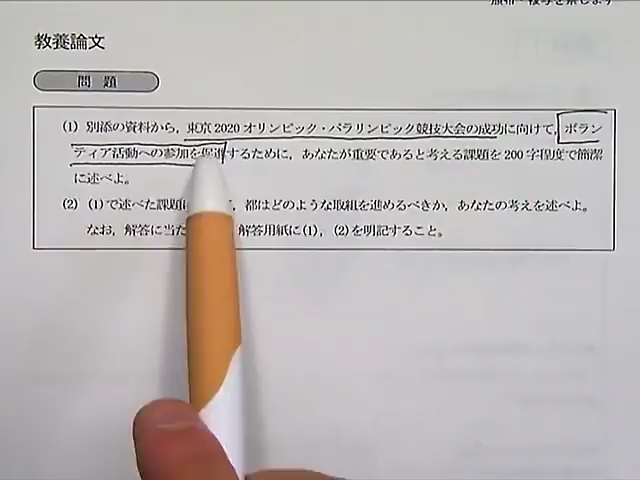 教養論文
問題
(1) 別添の資料から，東京2020オリンピック・パラリンピック競技大会の成功に向けて，ボラン
ティア活動への参加を促進するために，あなたが重要であると考える課題を200字程度で簡潔
に述べよ。
(2) (1)で述べた課題に て，都はどのような取組を進めるべきか，あなたの考えを述べよ。
なお，解答に当た 解答用紙に(1)，(2)を明記すること。